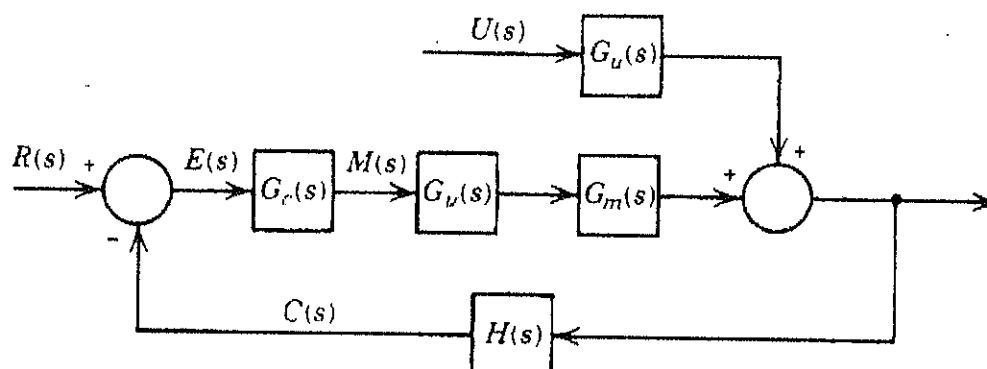 U(s)
G_u(s)
+
R(s)
+
E(s)
G_c(s)
M(s)
G_v(s)
G_m(s)
+
-
C(s)
H(s)